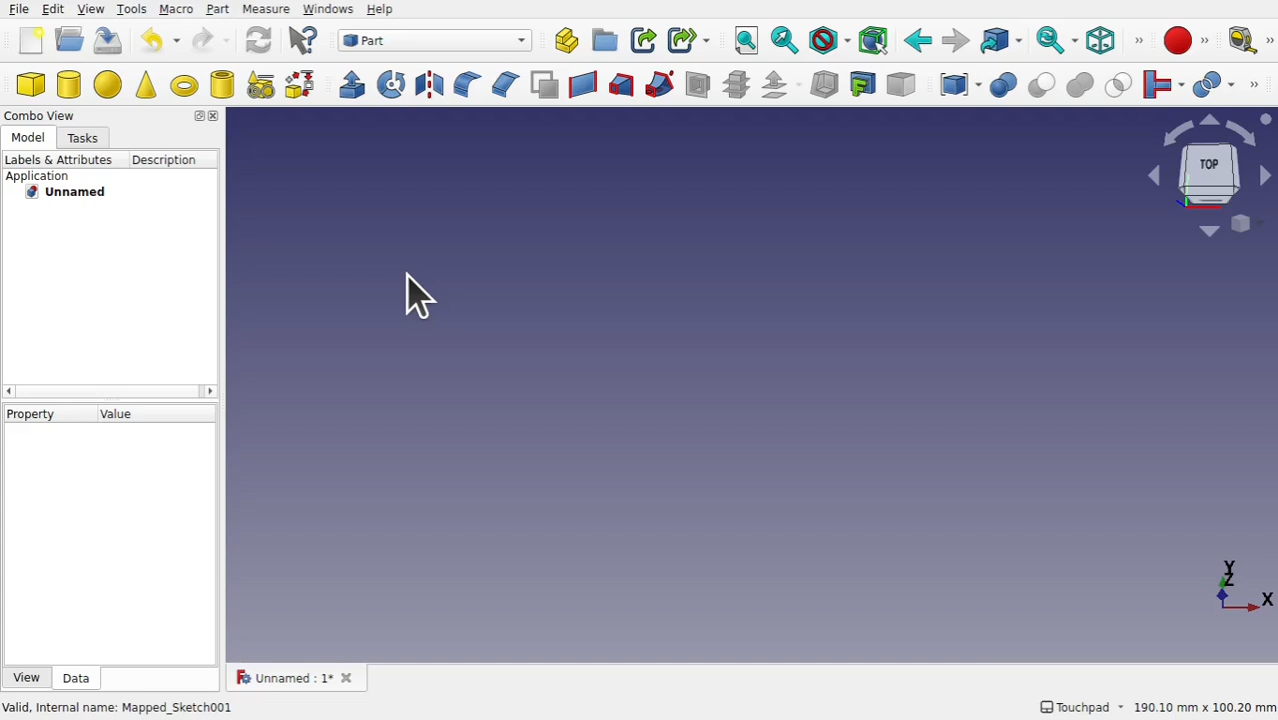 File Edit View Tools Macro Part Measure Windows Help
Part
Combo View
Model Tasks
Labels & Attributes Description
Application
Unnamed
TOP
Property Value
Y
Z
X
View Data
Unnamed : 1*
Valid, Internal name: Mapped_Sketch001
Touchpad 190.10 mm x 100.20 mm